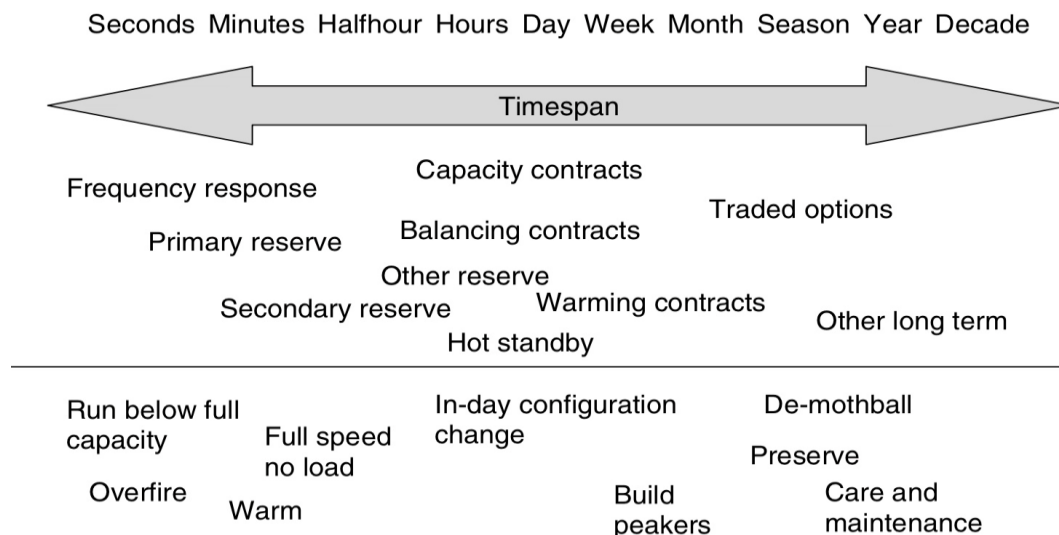 Seconds Minutes Halfhour Hours Day Week Month Season Year Decade
Timespan
Capacity contracts
Frequency response
Traded options
Balancing contracts
Primary reserve
Other reserve
Warming contracts
Secondary reserve
Other long term
Hot standby
Run below full
capacity
In-day configuration
change
De-mothball
Full speed
no load
Preserve
Overfire
Build
peakers
Care and
maintenance
Warm